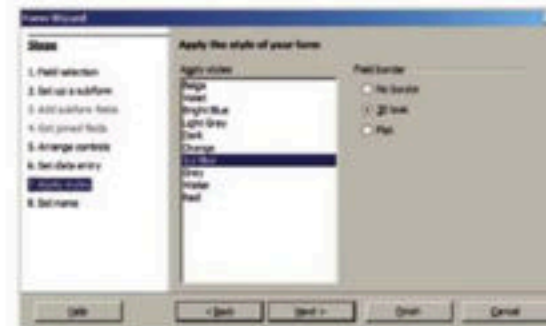 Form Wizard
Steps
1. Field selection
2. Set up a subform
3. Add subform fields
4. Get joined fields
5. Arrange controls
6. Set data entry
7. Apply styles
8. Set name
Apply the style of your form
Apply styles
Beige
Violet
Bright Blue
Light Gray
Dark
Orange
Ice Blue
Grey
Water
Red
Field border
No border
3D look
Flat
Help
< Back
Next >
Finish
Cancel